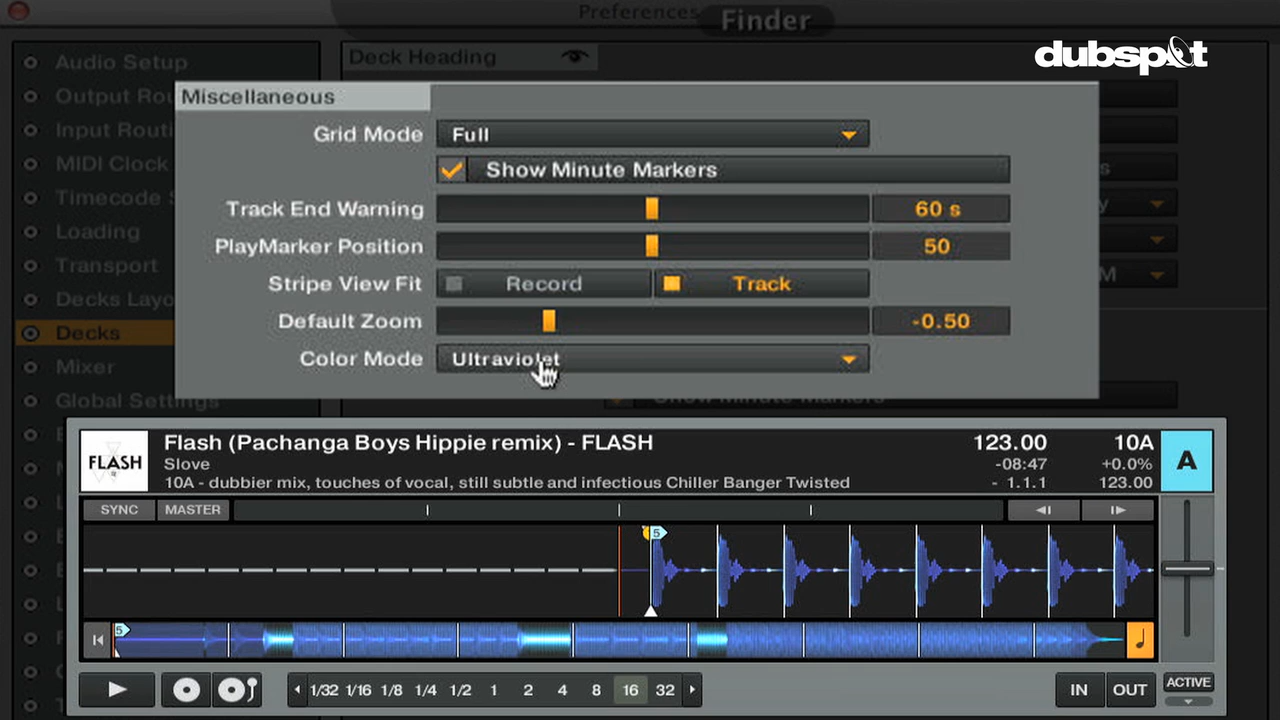 Preferences
Finder
dubspot
Audio Setup
Deck Heading
Output Rou
Miscellaneous
Input Routi
Grid Mode Full
MIDI Clock
Show Minute Markers
Timecode S
Track End Warning 60 s
Loading
PlayMarker Position 50
Transport
Stripe View Fit Record Track
Decks Layo
Default Zoom -0.50
Decks
Color Mode Ultraviolet
Mixer
Global Settings
Show Minute Markers
Flash (Pachanga Boys Hippie remix) - FLASH 123.00 10A
A
FLASH
Slove -08:47 +0.0%
10A - dubbier mix, touches of vocal, still subtle and infectious Chiller Banger Twisted - 1.1.1 123.00
SYNC MASTER
5
5
1/32 1/16 1/8 1/4 1/2 1 2 4 8 16 32 IN OUT ACTIVE